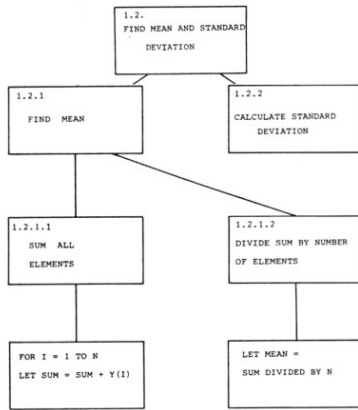 1.2.
FIND MEAN AND STANDARD
DEVIATION
1.2.1
FIND MEAN
1.2.2
CALCULATE STANDARD
DEVIATION
1.2.1.1
SUM ALL
ELEMENTS
1.2.1.2
DIVIDE SUM BY NUMBER
OF ELEMENTS
FOR I = 1 TO N
LET SUM = SUM + Y(I)
LET MEAN =
SUM DIVIDED BY N